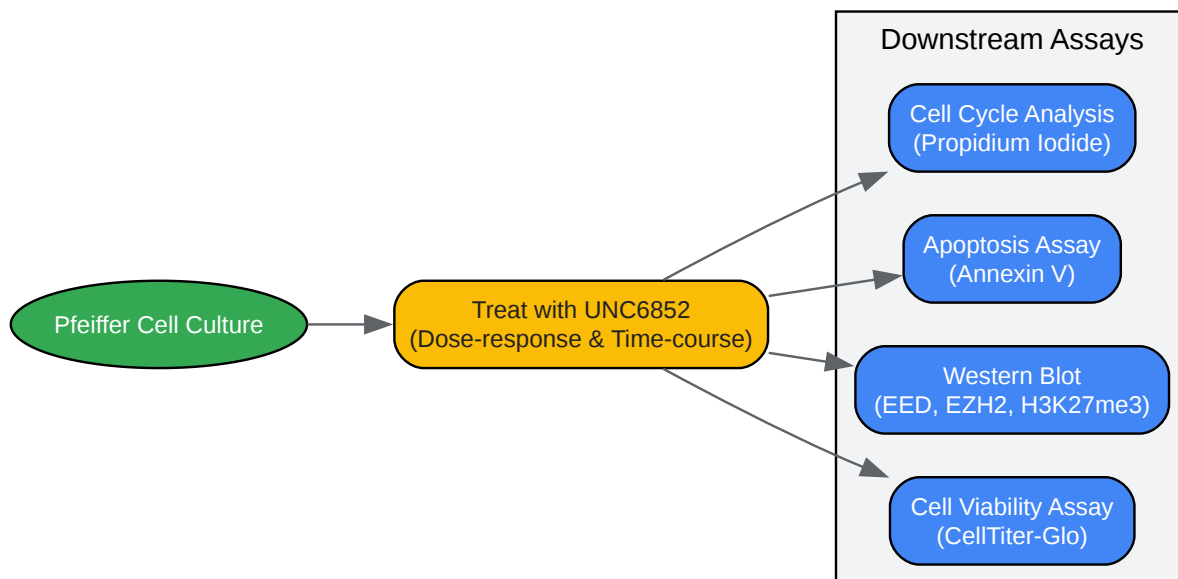 Downstream Assays
Cell Cycle Analysis
(Propidium Iodide)
Apoptosis Assay
(Annexin V)
Pfeiffer Cell Culture
Treat with UNC6852
(Dose-response & Time-course)
Western Blot
(EED, EZH2, H3K27me3)
Cell Viability Assay
(CellTiter-Glo)